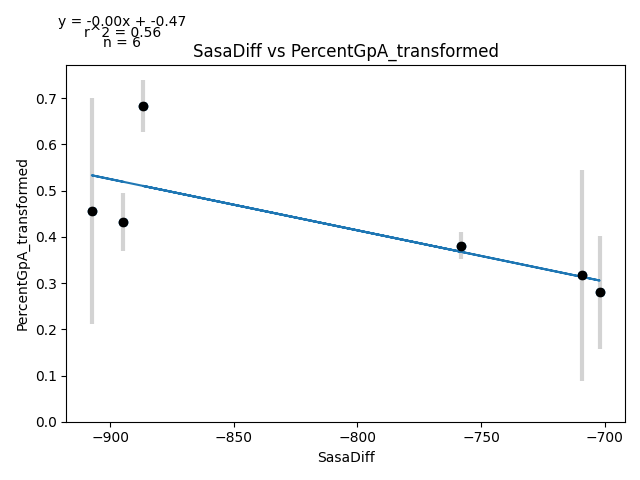 y = -0.00x + -0.47
r^2 = 0.56
n = 6
SasaDiff vs PercentGpA_transformed
PercentGpA_transformed
0.7
0.6
0.5
0.4
0.3
0.2
0.1
0.0
−900
−850
−800
−750
−700
SasaDiff